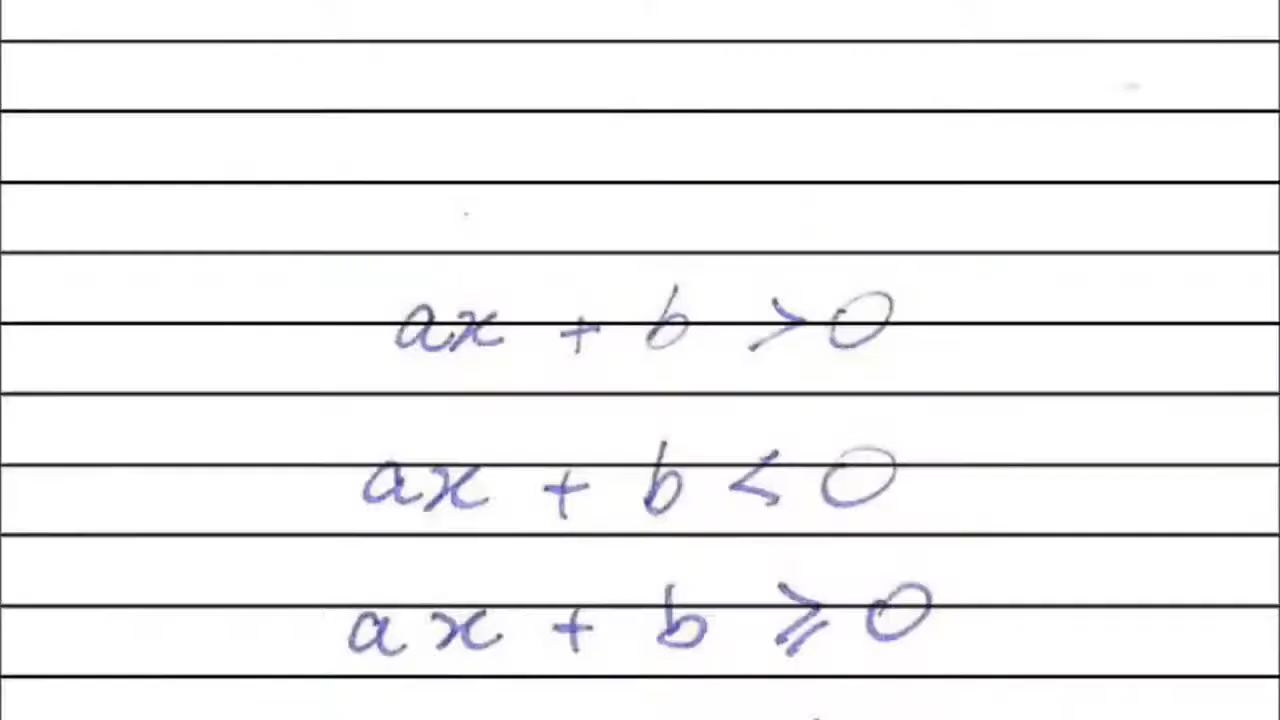 ax + b > 0
ax + b < 0
ax + b ⩾ 0